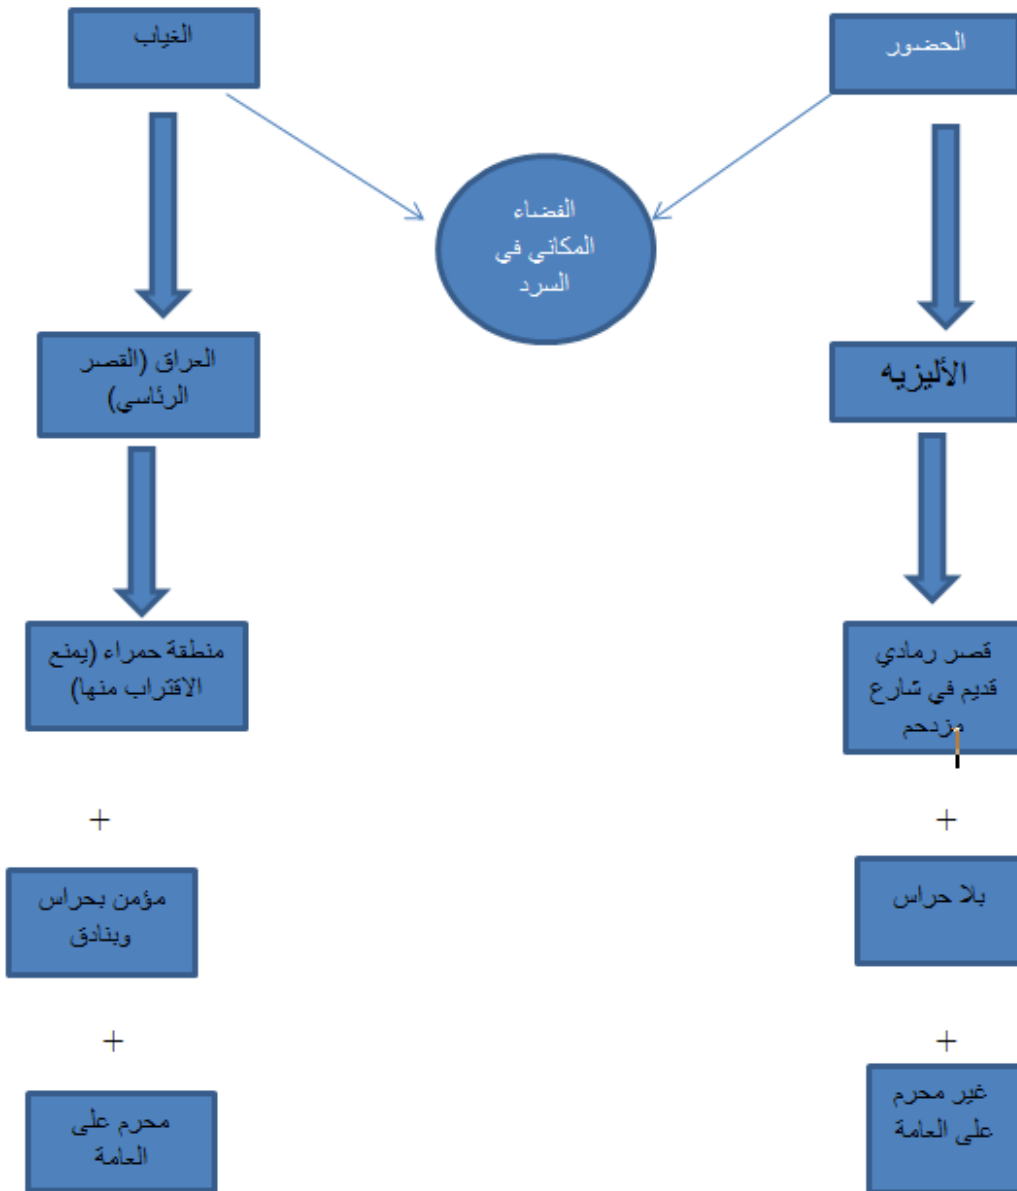 الحضور
الغياب
الفضاء
المكاني في
السرد
الأليزيه
العراق (القصر
الرئاسي)
قصر رمادي
قديم في شارع
مزدحم
منطقة حمراء (يمنع
الاقتراب منها)
+
+
بلا حراس
مؤمن بحراس
وبنادق
+
+
غير محرم
على العامة
محرم على
العامة